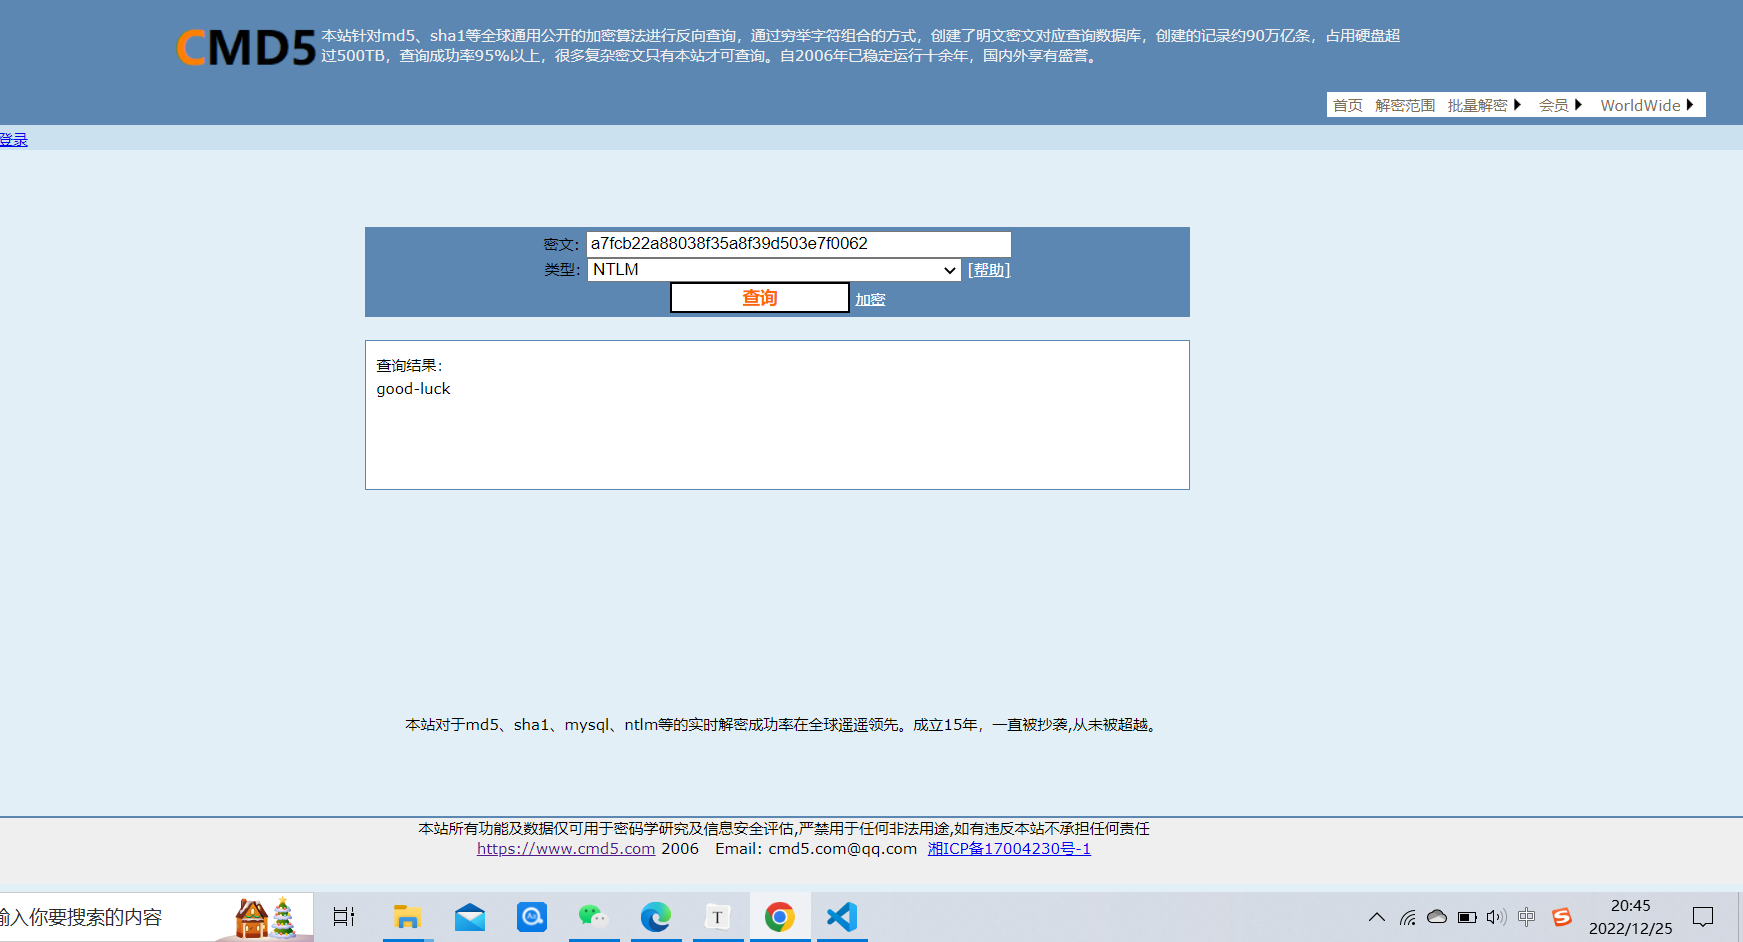 CMD5
本站针对md5、sha1等全球通用公开的加密算法进行反向查询，通过穷举字符组合的方式，创建了明文密文对应查询数据库，创建的记录约90万亿条，占用硬盘超
过500TB，查询成功率95%以上，很多复杂密文只有本站才可查询。自2006年已稳定运行十余年，国内外享有盛誉。
首页 解密范围 批量解密 会员 WorldWide
登录
密文： a7fcb22a88038f35a8f39d503e7f0062
类型： NTLM [帮助]
查询 加密
查询结果：
good-luck
本站对于md5、sha1、mysql、ntlm等的实时解密成功率在全球遥遥领先。成立15年，一直被抄袭,从未被超越。
本站所有功能及数据仅可用于密码学研究及信息安全评估,严禁用于任何非法用途,如有违反本站不承担任何责任
https://www.cmd5.com 2006 Email: cmd5.com@qq.com 湘ICP备17004230号-1
输入你要搜索的内容
T
中
S
20:45
2022/12/25